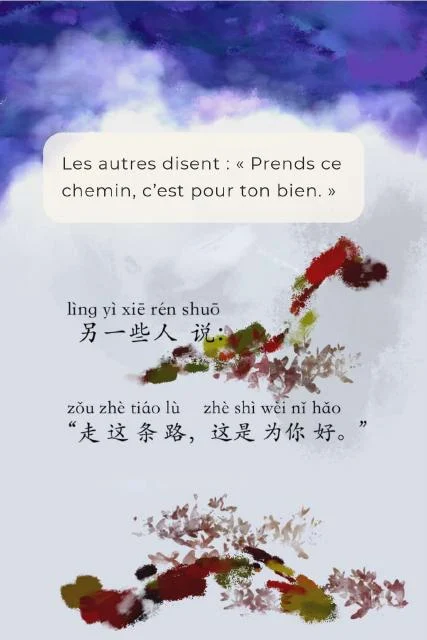 Les autres disent : « Prends ce
chemin, c’est pour ton bien. »
lìng yì xiē rén shuō
另一些人 说：
zǒu zhè tiáo lù zhè shì wèi nǐ hǎo
“走 这 条 路，这是 为你 好。”